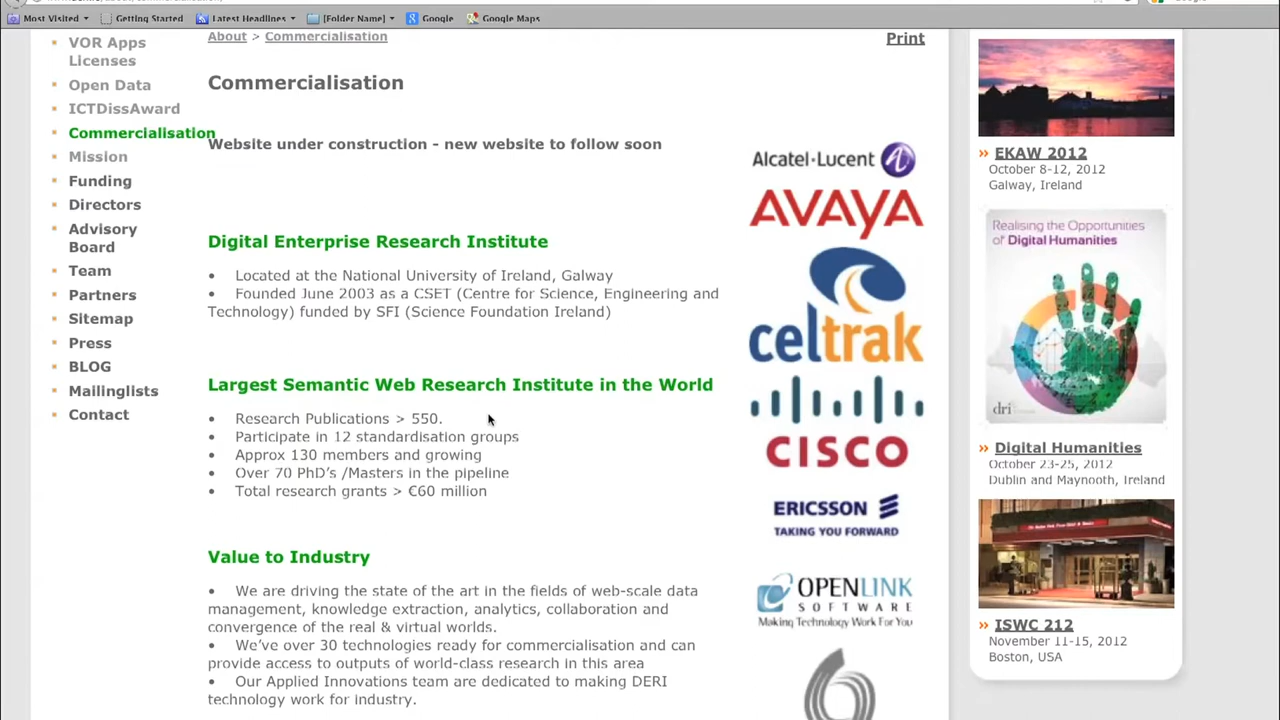 Most Visited
Getting Started
Latest Headlines
[Folder Name]
Google
Google Maps
VOR Apps
Licenses
Open Data
ICTDissAward
Commercialisation
Mission
Funding
Directors
Advisory
Board
Team
Partners
Sitemap
Press
BLOG
Mailinglists
Contact
About > Commercialisation
Print
Commercialisation
Website under construction - new website to follow soon
Digital Enterprise Research Institute
• Located at the National University of Ireland, Galway
• Founded June 2003 as a CSET (Centre for Science, Engineering and
Technology) funded by SFI (Science Foundation Ireland)
Largest Semantic Web Research Institute in the World
• Research Publications > 550.
• Participate in 12 standardisation groups
• Approx 130 members and growing
• Over 70 PhD's /Masters in the pipeline
• Total research grants > €60 million
Value to Industry
• We are driving the state of the art in the fields of web-scale data
management, knowledge extraction, analytics, collaboration and
convergence of the real & virtual worlds.
• We've over 30 technologies ready for commercialisation and can
provide access to outputs of world-class research in this area
• Our Applied Innovations team are dedicated to making DERI
technology work for industry.
Alcatel·Lucent
AVAYA
celtrak
CISCO
ERICSSON
TAKING YOU FORWARD
OPENLINK
SOFTWARE
Making Technology Work For You
» EKAW 2012
October 8-12, 2012
Galway, Ireland
Realising the Opportunities
of Digital Humanities
dri
» Digital Humanities
October 23-25, 2012
Dublin and Maynooth, Ireland
» ISWC 212
November 11-15, 2012
Boston, USA